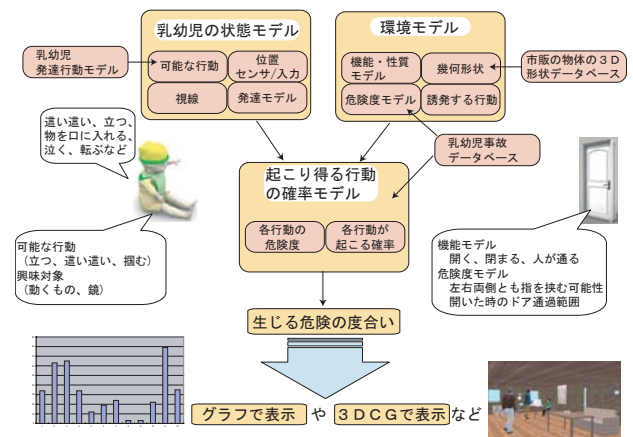 乳幼児の状態モデル
環境モデル
乳幼児
発達行動モデル
可能な行動
位置
センサ/入力
視線
発達モデル
機能・性質
モデル
幾何形状
危険度モデル
誘発する行動
市販の物体の3D
形状データベース
這い這い、立つ、
物を口に入れる、
泣く、転ぶなど
乳幼児事故
データベース
起こり得る行動
の確率モデル
各行動の
危険度
各行動が
起こる確率
可能な行動
（立つ、這い這い、掴む）
興味対象
（動くもの、鏡）
機能モデル
開く、閉まる、人が通る
危険度モデル
左右両側とも指を挟む可能性
開いた時のドア通過範囲
生じる危険の度合い
グラフで表示 や 3DCGで表示 など